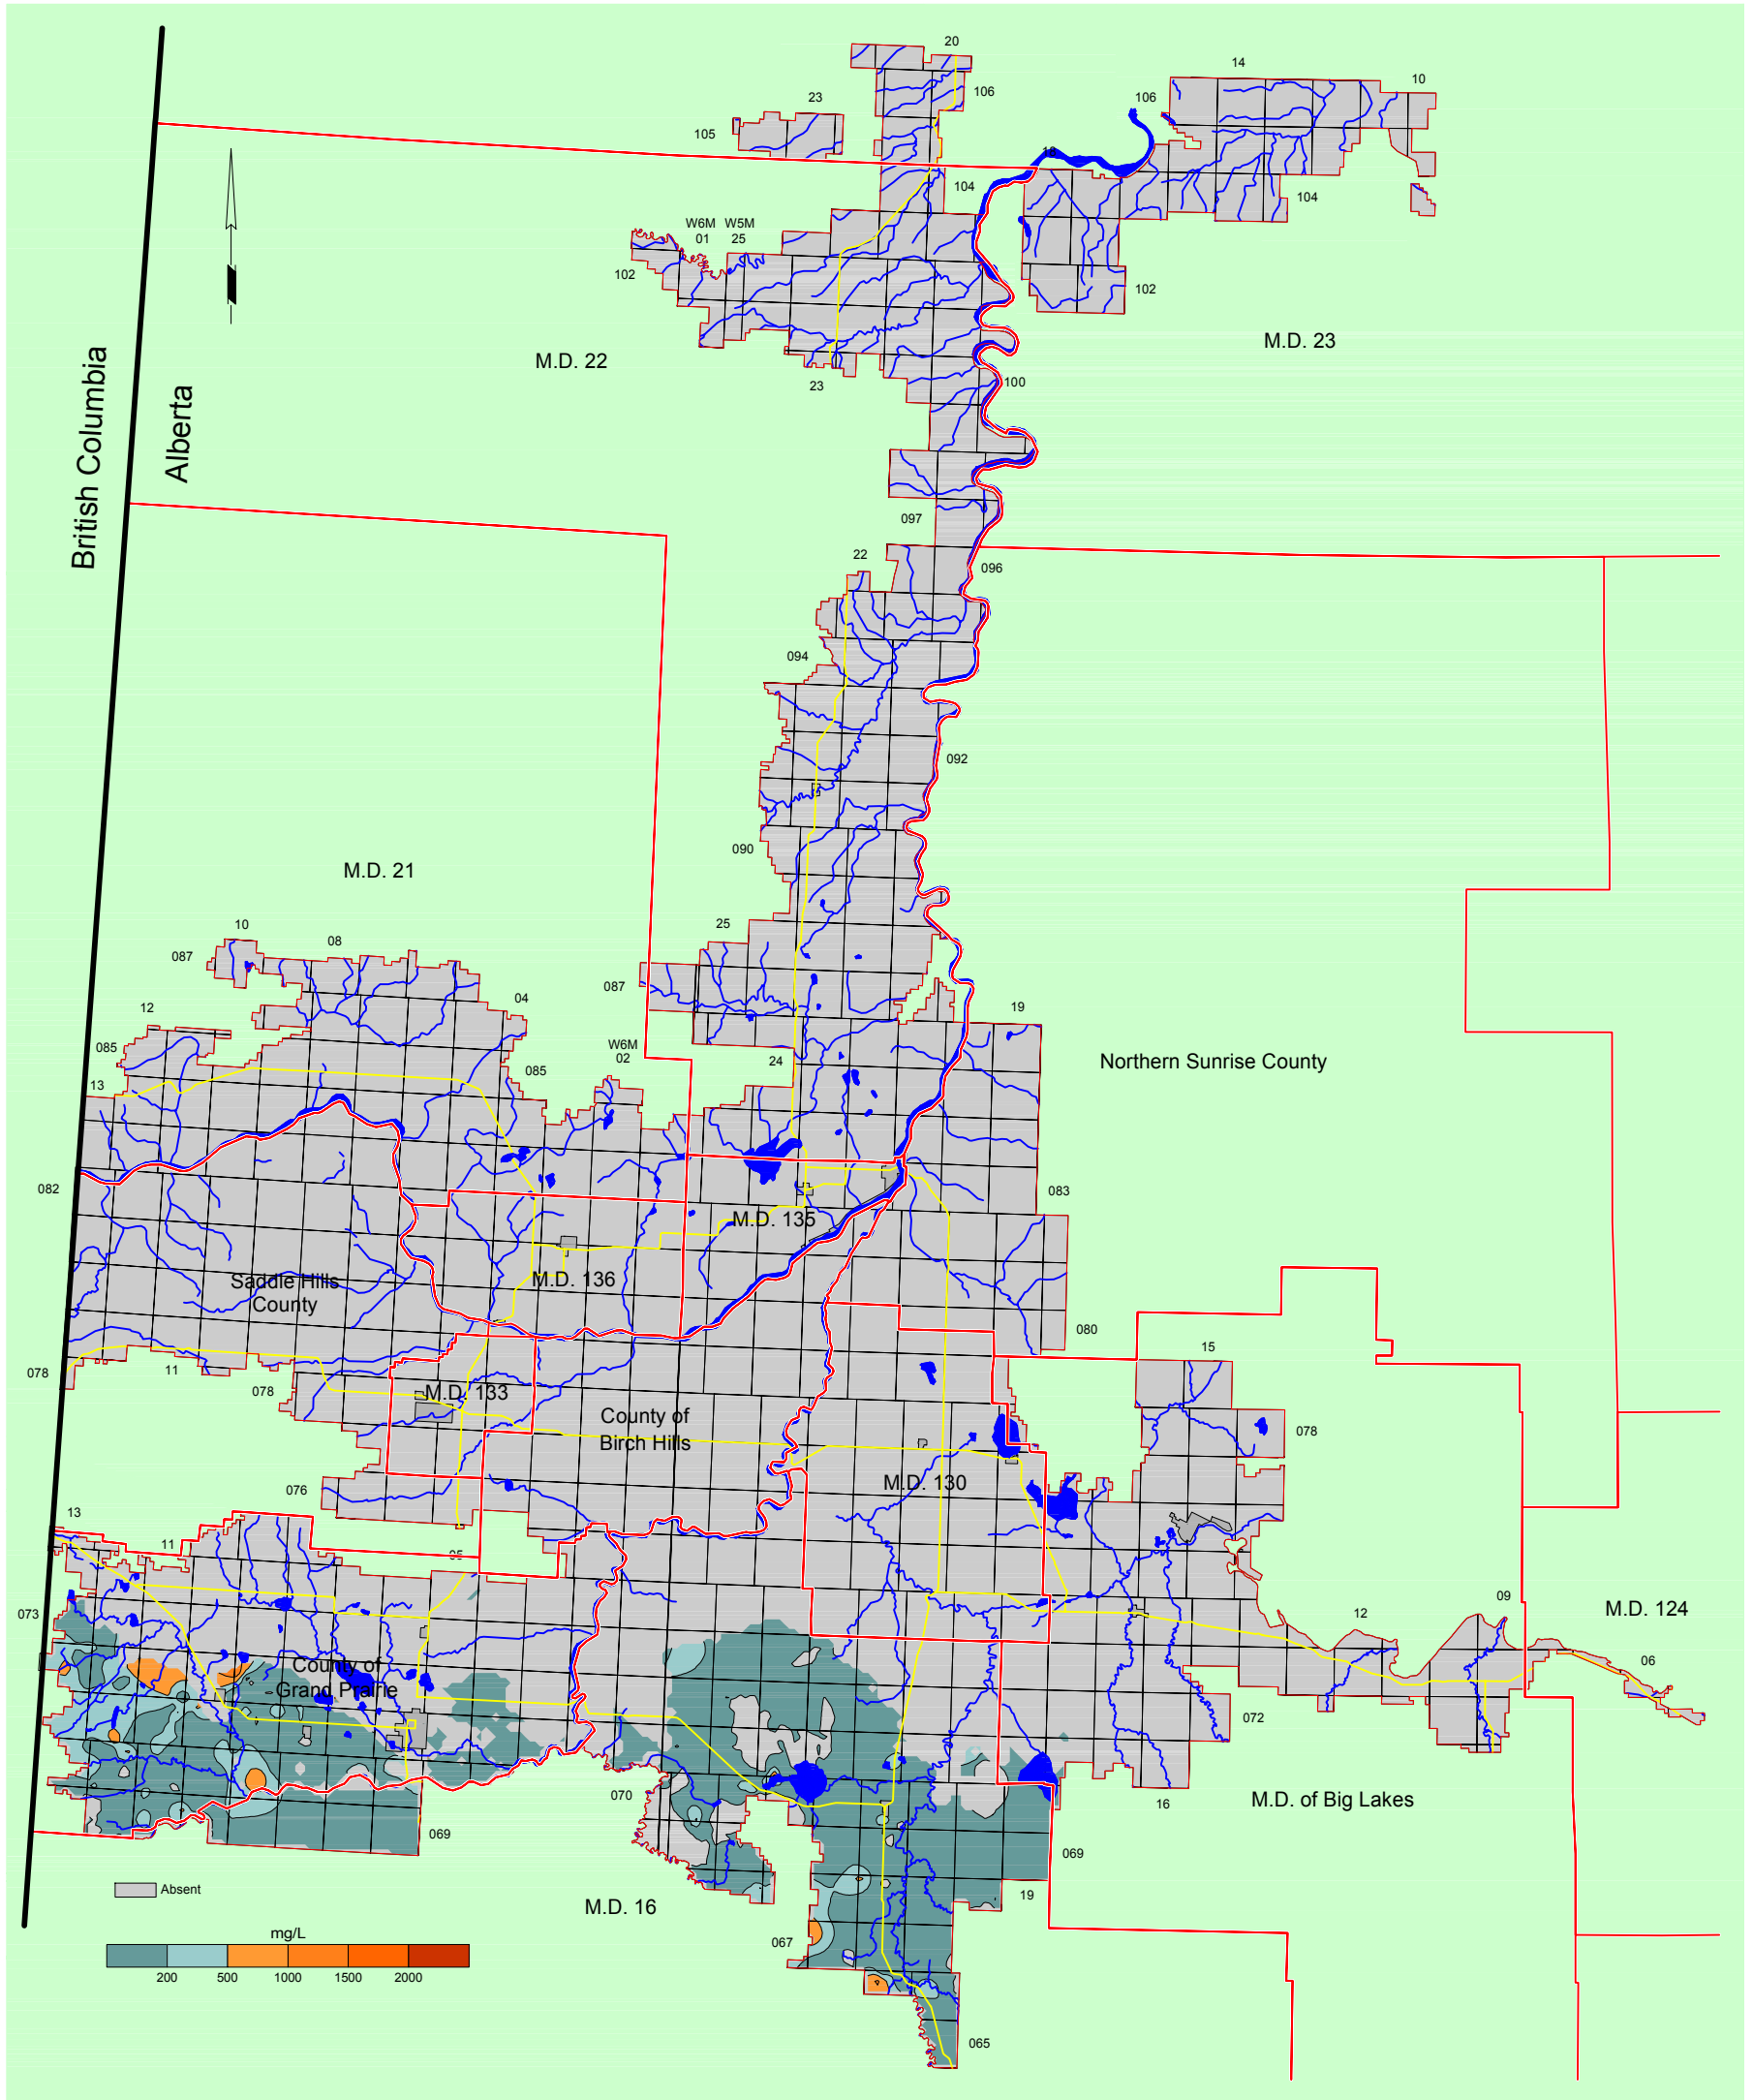 20
14
10
106
106
23
105
18
104
104
W6M W5M
01 25
102
102
M.D. 23
M.D. 22
23
100
British Columbia
Alberta
097
22
096
094
092
090
M.D. 21
25
10
08
087
087
04
12
19
W6M
02
24
085
085
13
Northern Sunrise County
082
083
M.D. 135
M.D. 136
Saddle Hills
County
080
15
078
11
078
M.D. 133
County of
Birch Hills
078
M.D. 130
076
13
11
05
073
09
12
M.D. 124
County of
Grand Prairie
06
072
070
16
M.D. of Big Lakes
069
069
19
Absent
M.D. 16
mg/L
067
200 500 1000 1500 2000
065